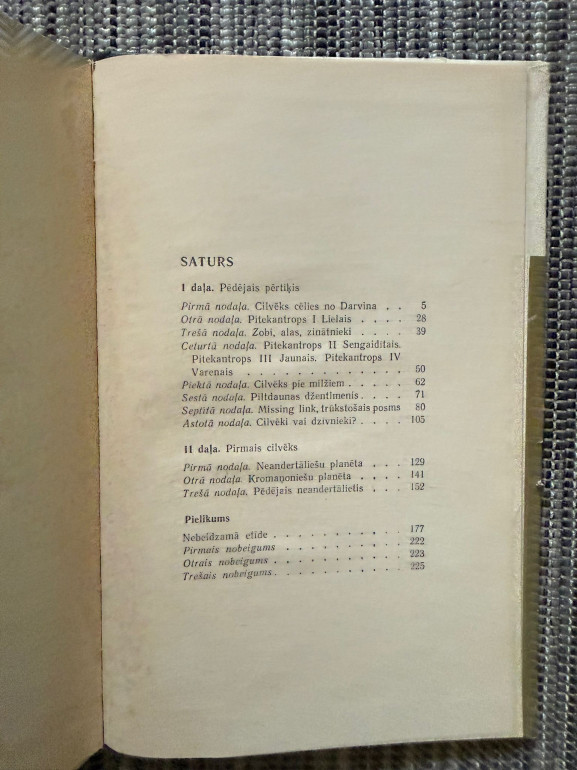 SATURS
I daļa. Pēdējais pērtiķis
Pirmā nodaļa. Cilvēks cēlies no Darvina . . 5
Otrā nodaļa. Pitekantrops I Lielais . . . . 28
Trešā nodaļa. Zobi, alas, zinātnieki . . . . 39
Ceturtā nodaļa. Pitekantrops II Sengaidītais.
Pitekantrops III Jaunais. Pitekantrops IV
Varenais . . . . . . . . . . . . . 50
Piektā nodaļa. Cilvēki pie milžiem . . . . . 62
Sestā nodaļa. Piltdaunas džentlmenis . . . . 71
Septītā nodaļa. Missing link, trūkstošais posms 80
Astotā nodaļa. Cilvēki vai dzīvnieki? . . . . 105
II daļa. Pirmais cilvēks
Pirmā nodaļa. Neandertāliešu planēta . . . 129
Otrā nodaļa. Kromaņoniešu planēta . . . . 141
Trešā nodaļa. Pēdējais neandertālietis . . . 152
Pielikums
Nebeidzamā etīde . . . . . . . . . . . 177
Pirmais nobeigums . . . . . . . . . . 222
Otrais nobeigums . . . . . . . . . . . 223
Trešais nobeigums . . . . . . . . . . 225